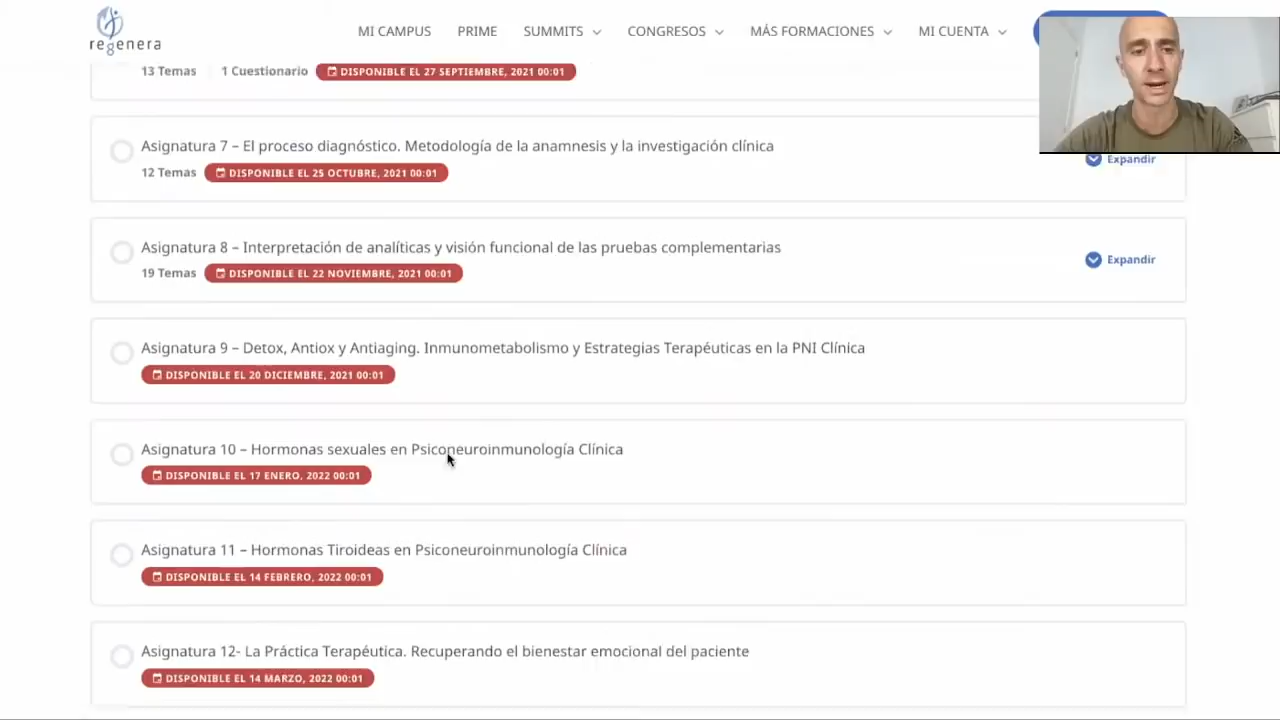 regenera
MI CAMPUS PRIME SUMMITS CONGRESOS MÁS FORMACIONES MI CUENTA
13 Temas 1 Cuestionario DISPONIBLE EL 27 SEPTIEMBRE, 2021 00:01
Asignatura 7 – El proceso diagnóstico. Metodología de la anamnesis y la investigación clínica
12 Temas DISPONIBLE EL 25 OCTUBRE, 2021 00:01
Expandir
Asignatura 8 – Interpretación de analíticas y visión funcional de las pruebas complementarias
19 Temas DISPONIBLE EL 22 NOVIEMBRE, 2021 00:01
Expandir
Asignatura 9 – Detox, Antiox y Antiaging. Inmunometabolismo y Estrategias Terapéuticas en la PNI Clínica
DISPONIBLE EL 20 DICIEMBRE, 2021 00:01
Asignatura 10 – Hormonas sexuales en Psiconeuroinmunología Clínica
DISPONIBLE EL 17 ENERO, 2022 00:01
Asignatura 11 – Hormonas Tiroideas en Psiconeuroinmunología Clínica
DISPONIBLE EL 14 FEBRERO, 2022 00:01
Asignatura 12- La Práctica Terapéutica. Recuperando el bienestar emocional del paciente
DISPONIBLE EL 14 MARZO, 2022 00:01